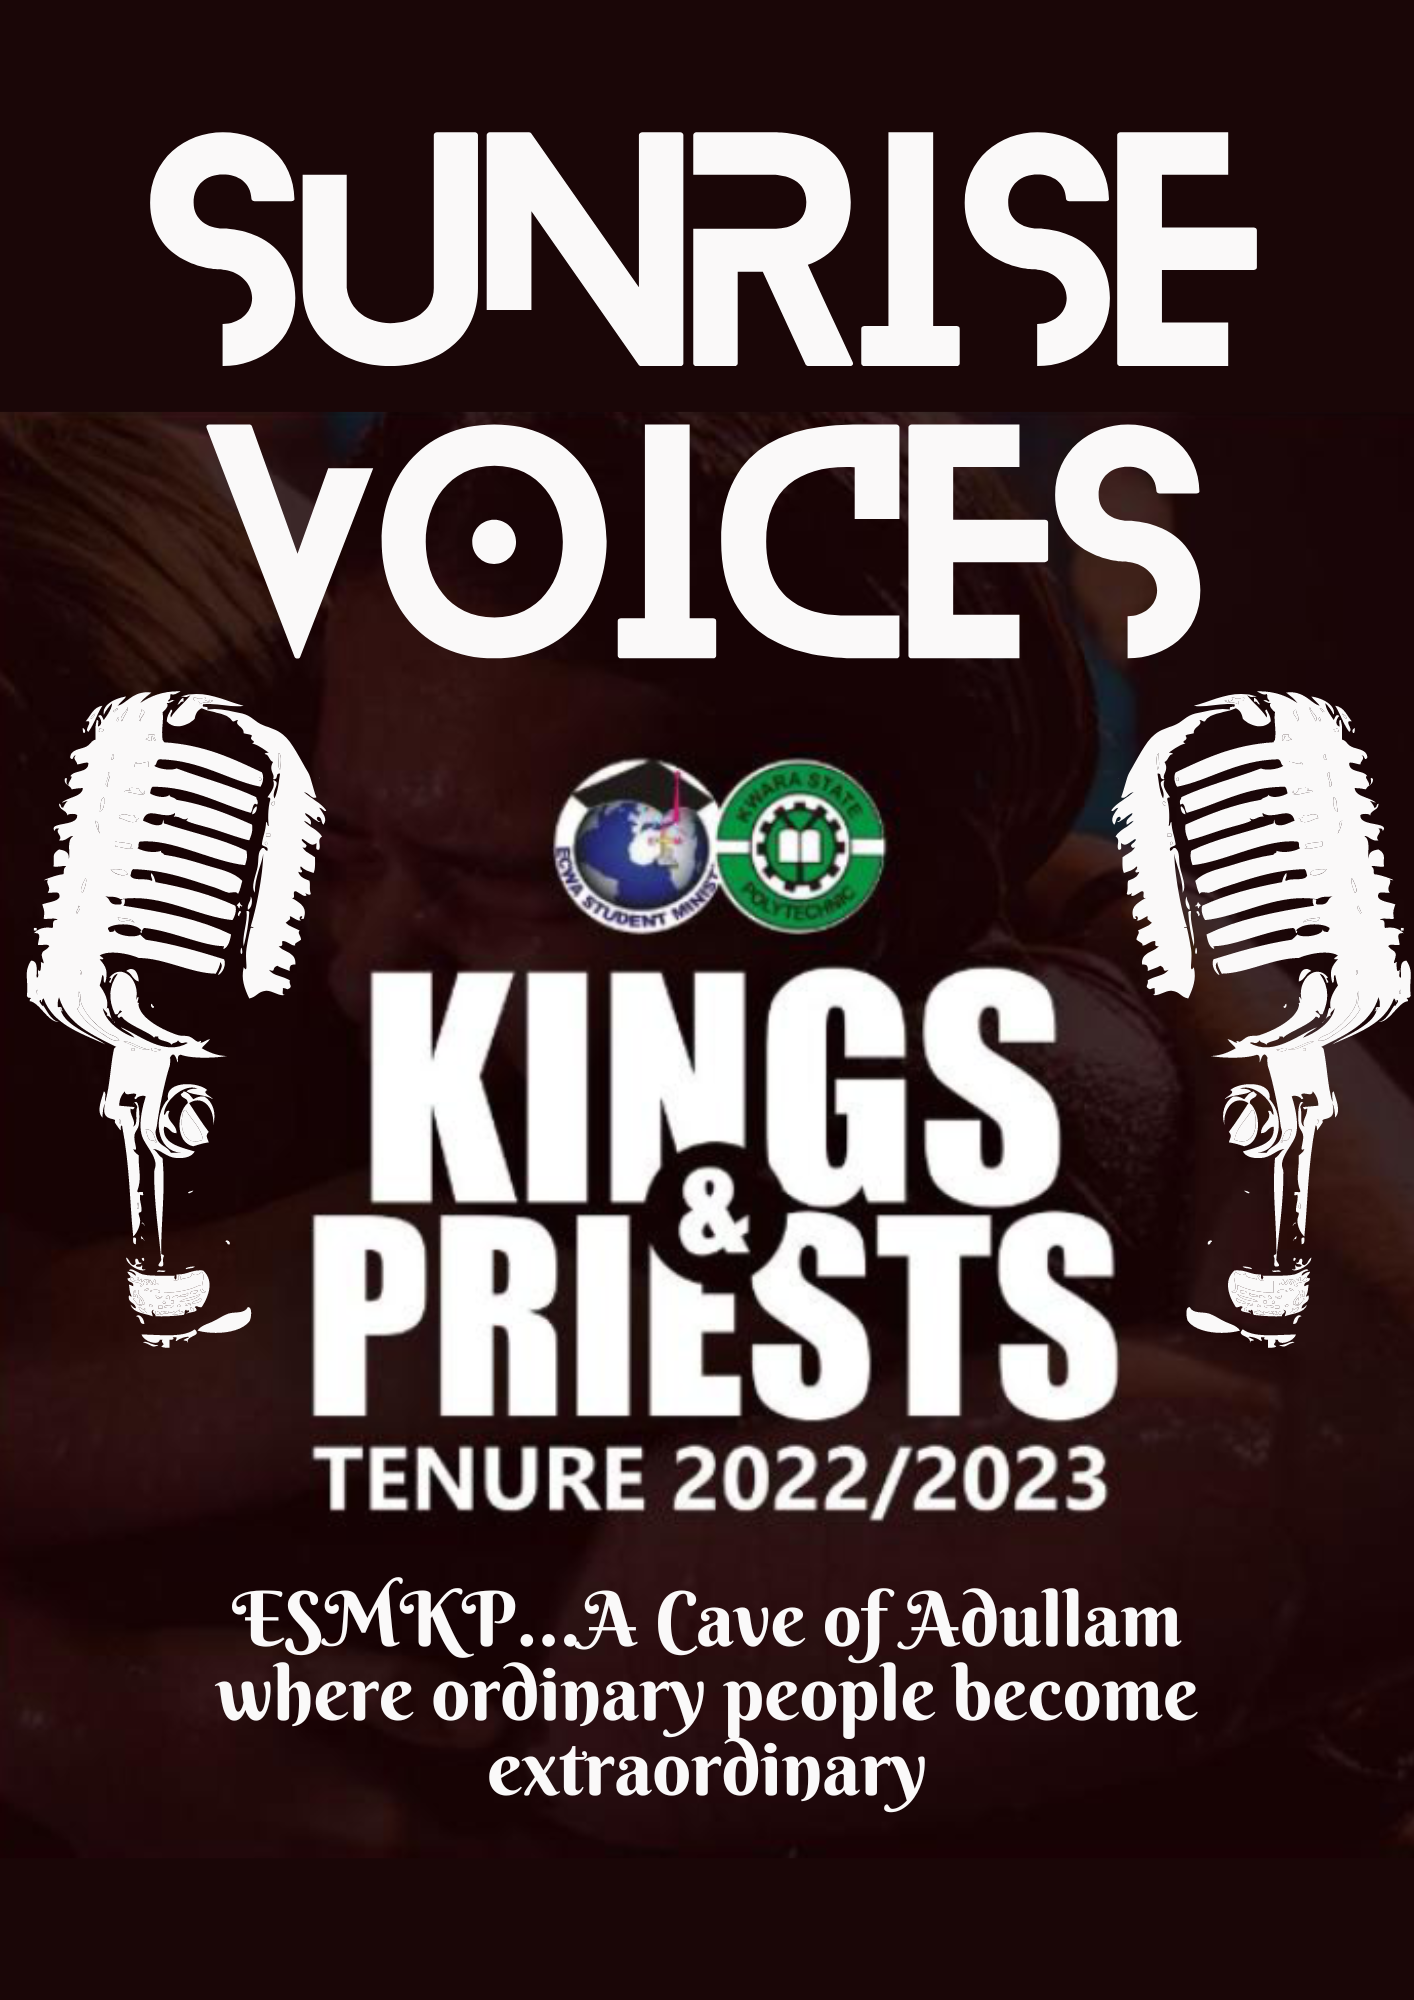 SUNRISE
VOICES
ECWA STUDENT MINIST
KWARA STATE
POLYTECHNIC
KINGS
&
PRIESTS
TENURE 2022/2023
ESMKP...A Cave of Adullam
where ordinary people become
extraordinary